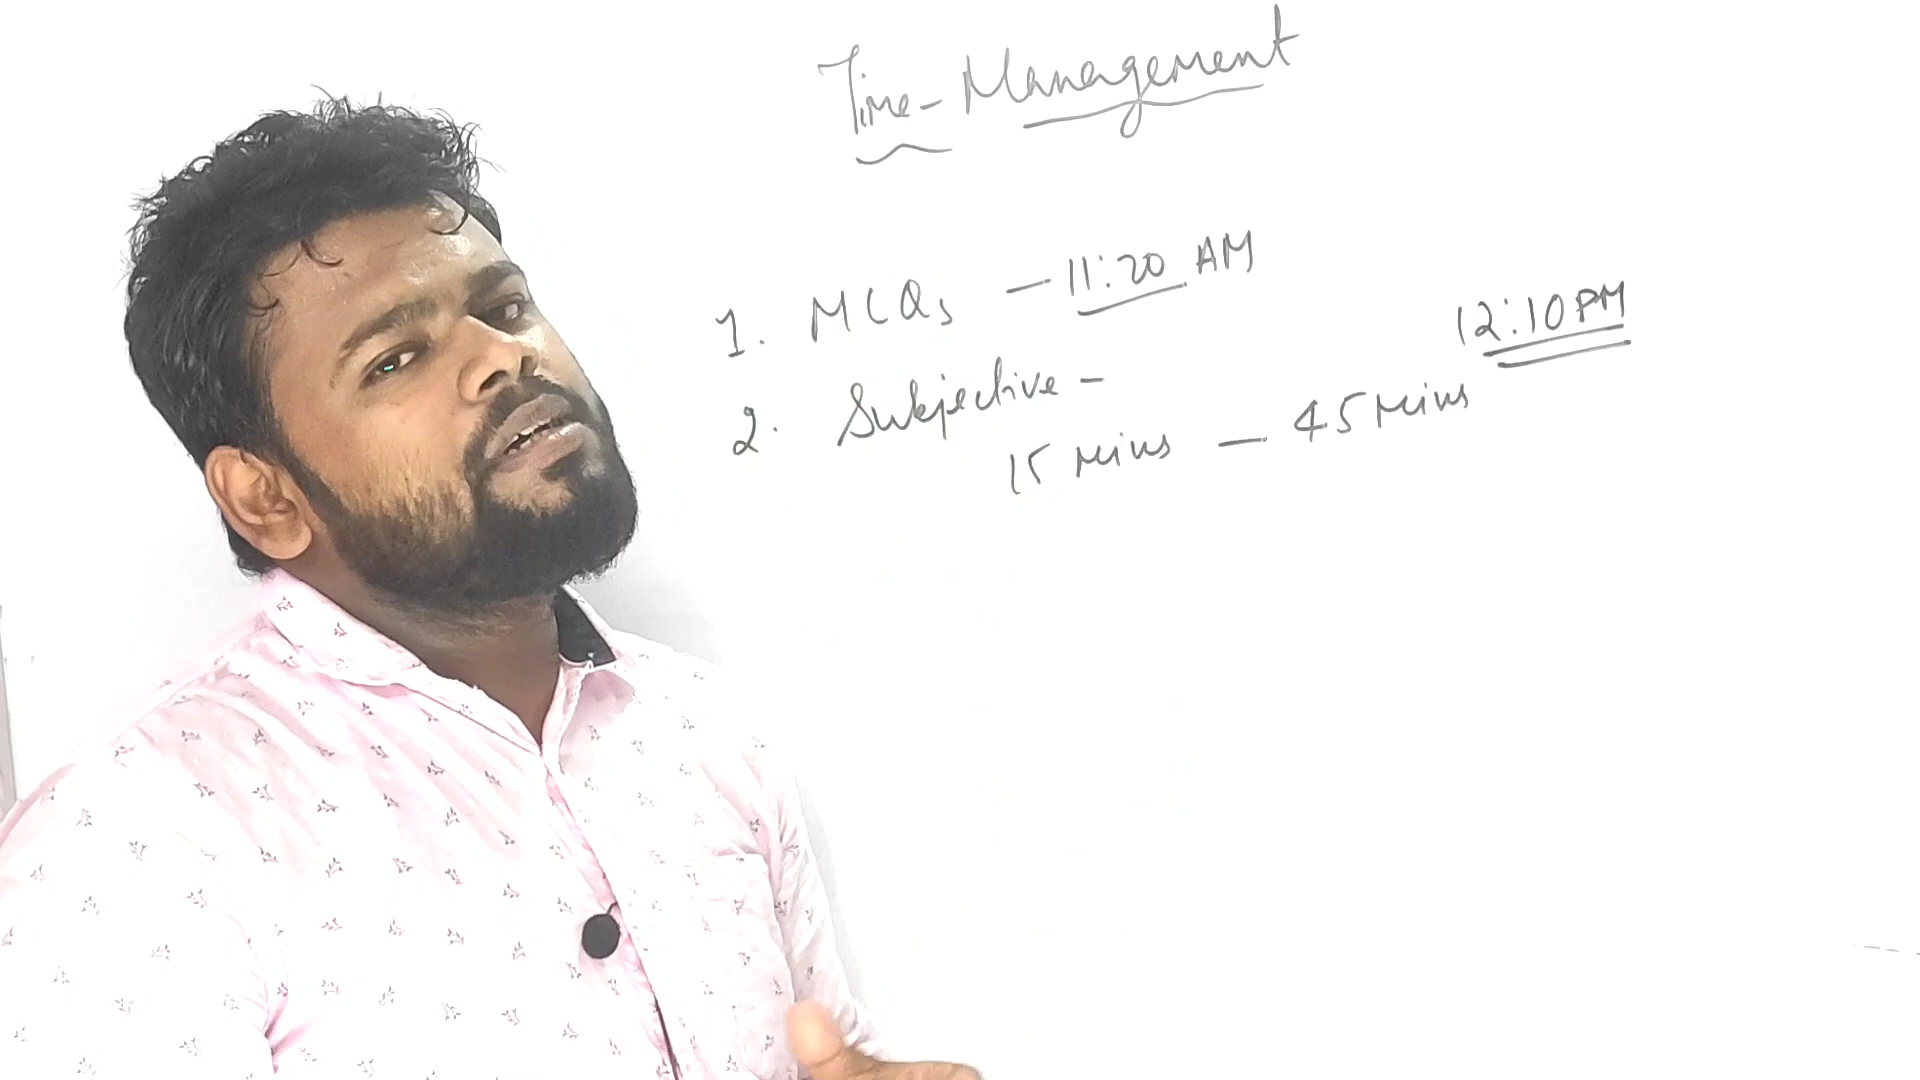 Time-Management
1. MCQs — 11:20 AM
12:10 PM
2. Subjective -
15 Mins — 45 Mins